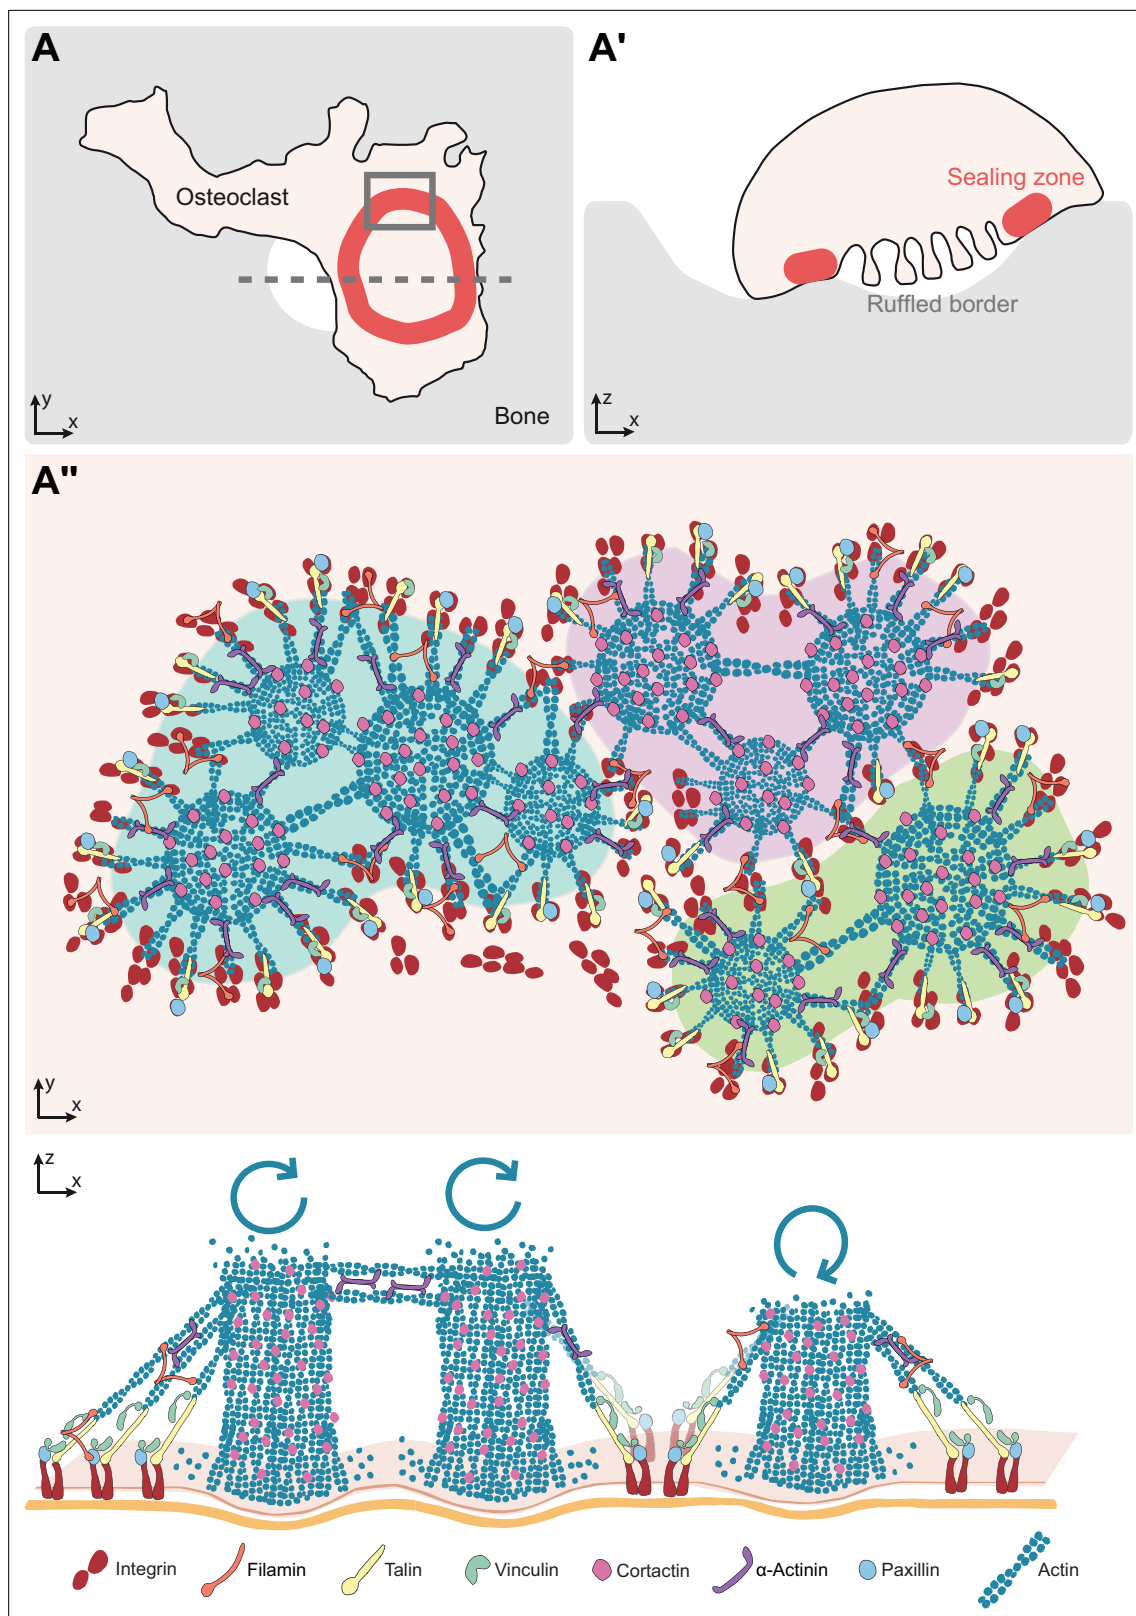 A
Osteoclast
Bone
y
x
A'
Sealing zone
Ruffled border
z
x
A"
y
x
z
x
Integrin
Filamin
Talin
Vinculin
Cortactin
α-Actinin
Paxillin
Actin